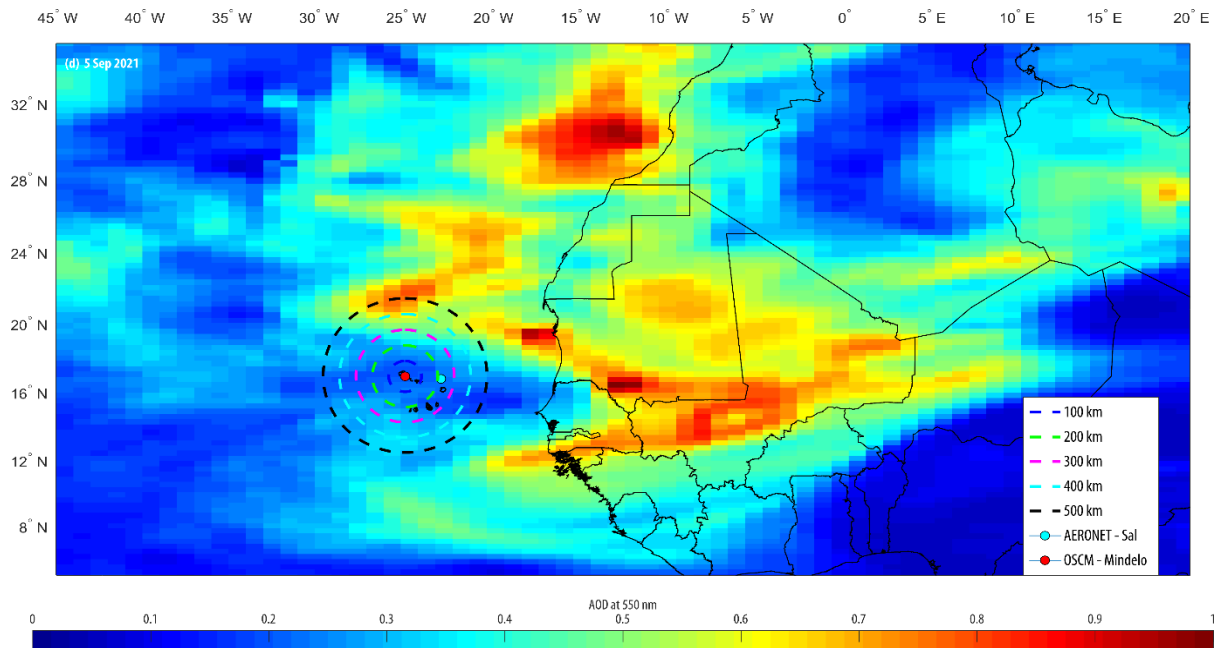 45° W 40° W 35° W 30° W 25° W 20° W 15° W 10° W 5° W 0° E 5° E 10° E 15° E 20° E
(d) 5 Sep 2021
32° N
28° N
24° N
20° N
16° N
12° N
8° N
100 km
200 km
300 km
400 km
500 km
AERONET - Sal
OSCM - Mindelo
AOD at 550 nm
0 0.1 0.2 0.3 0.4 0.5 0.6 0.7 0.8 0.9 1